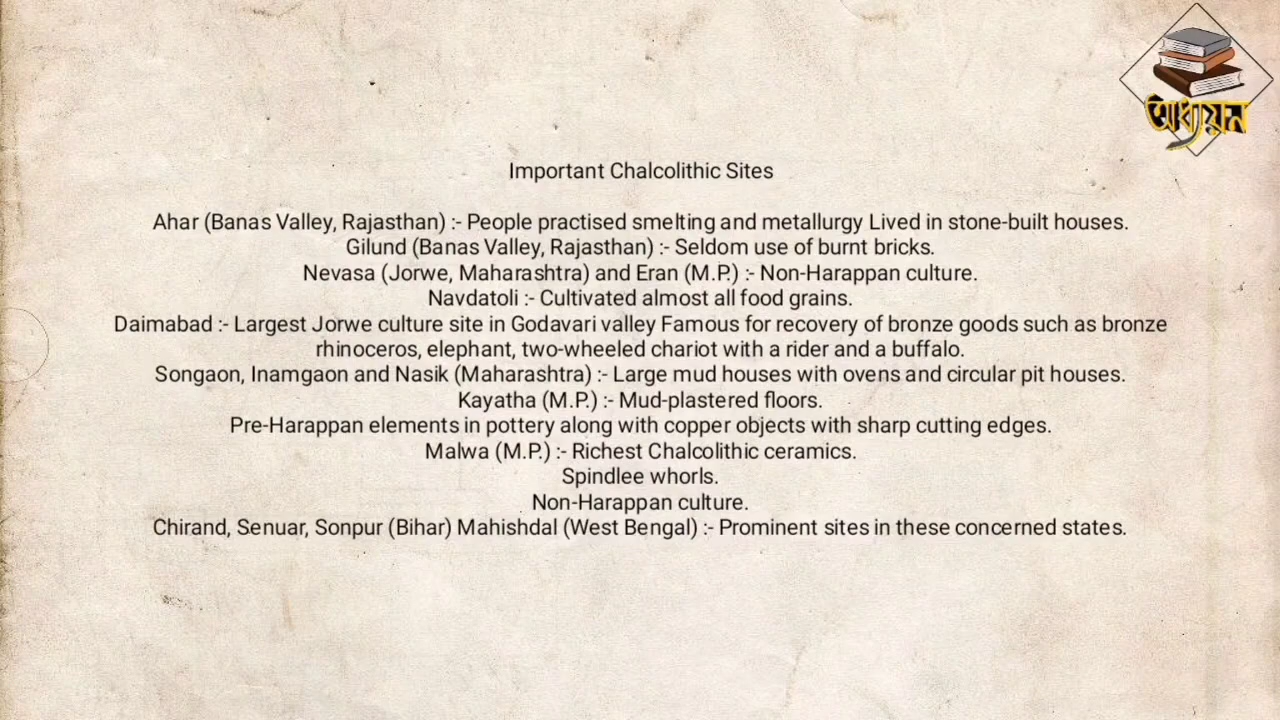 অধ্যয়ন
Important Chalcolithic Sites
Ahar (Banas Valley, Rajasthan) :- People practised smelting and metallurgy Lived in stone-built houses.
Gilund (Banas Valley, Rajasthan) :- Seldom use of burnt bricks.
Nevasa (Jorwe, Maharashtra) and Eran (M.P.) :- Non-Harappan culture.
Navdatoli :- Cultivated almost all food grains.
Daimabad :- Largest Jorwe culture site in Godavari valley Famous for recovery of bronze goods such as bronze
rhinoceros, elephant, two-wheeled chariot with a rider and a buffalo.
Songaon, Inamgaon and Nasik (Maharashtra) :- Large mud houses with ovens and circular pit houses.
Kayatha (M.P.) :- Mud-plastered floors.
Pre-Harappan elements in pottery along with copper objects with sharp cutting edges.
Malwa (M.P.) :- Richest Chalcolithic ceramics.
Spindlee whorls.
Non-Harappan culture.
Chirand, Senuar, Sonpur (Bihar) Mahishdal (West Bengal) :- Prominent sites in these concerned states.